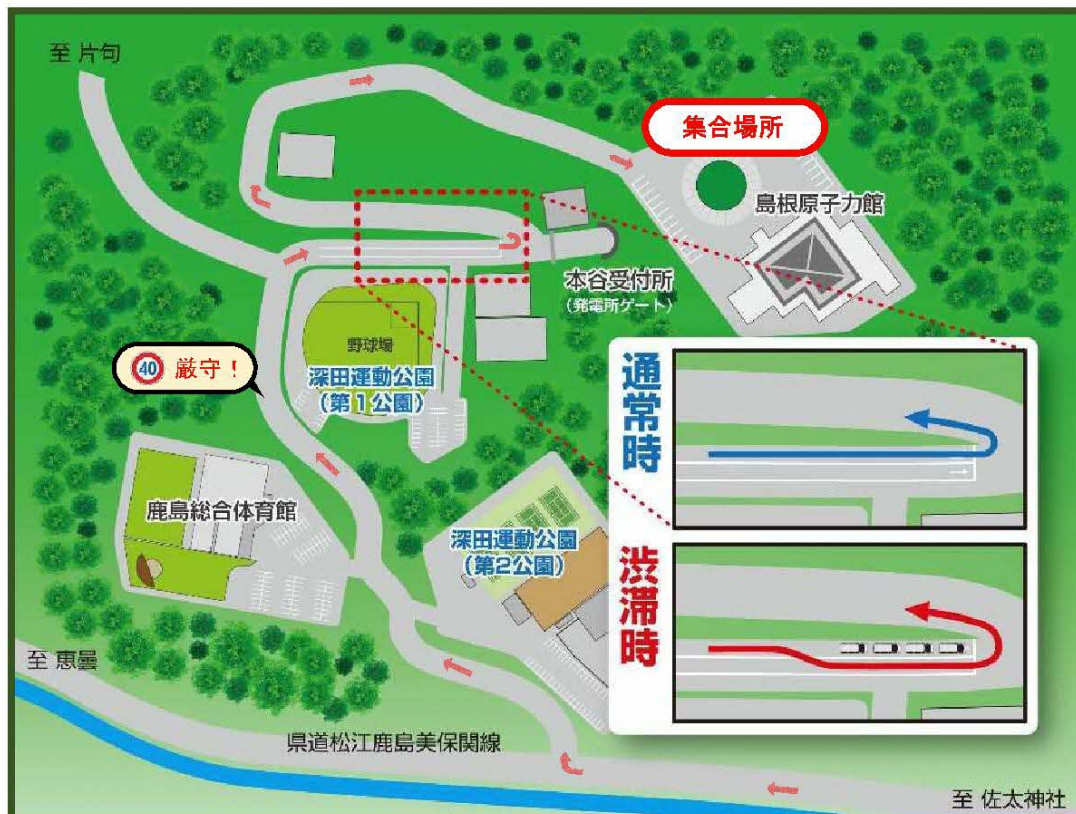 至 片句
集合場所
島根原子力館
本谷受付所
(発電所ゲート)
野球場
深田運動公園
(第1公園)
40 厳守!
鹿島総合体育館
深田運動公園
(第2公園)
通常時
渋滞時
至 恵曇
県道松江鹿島美保関線
至 佐太神社